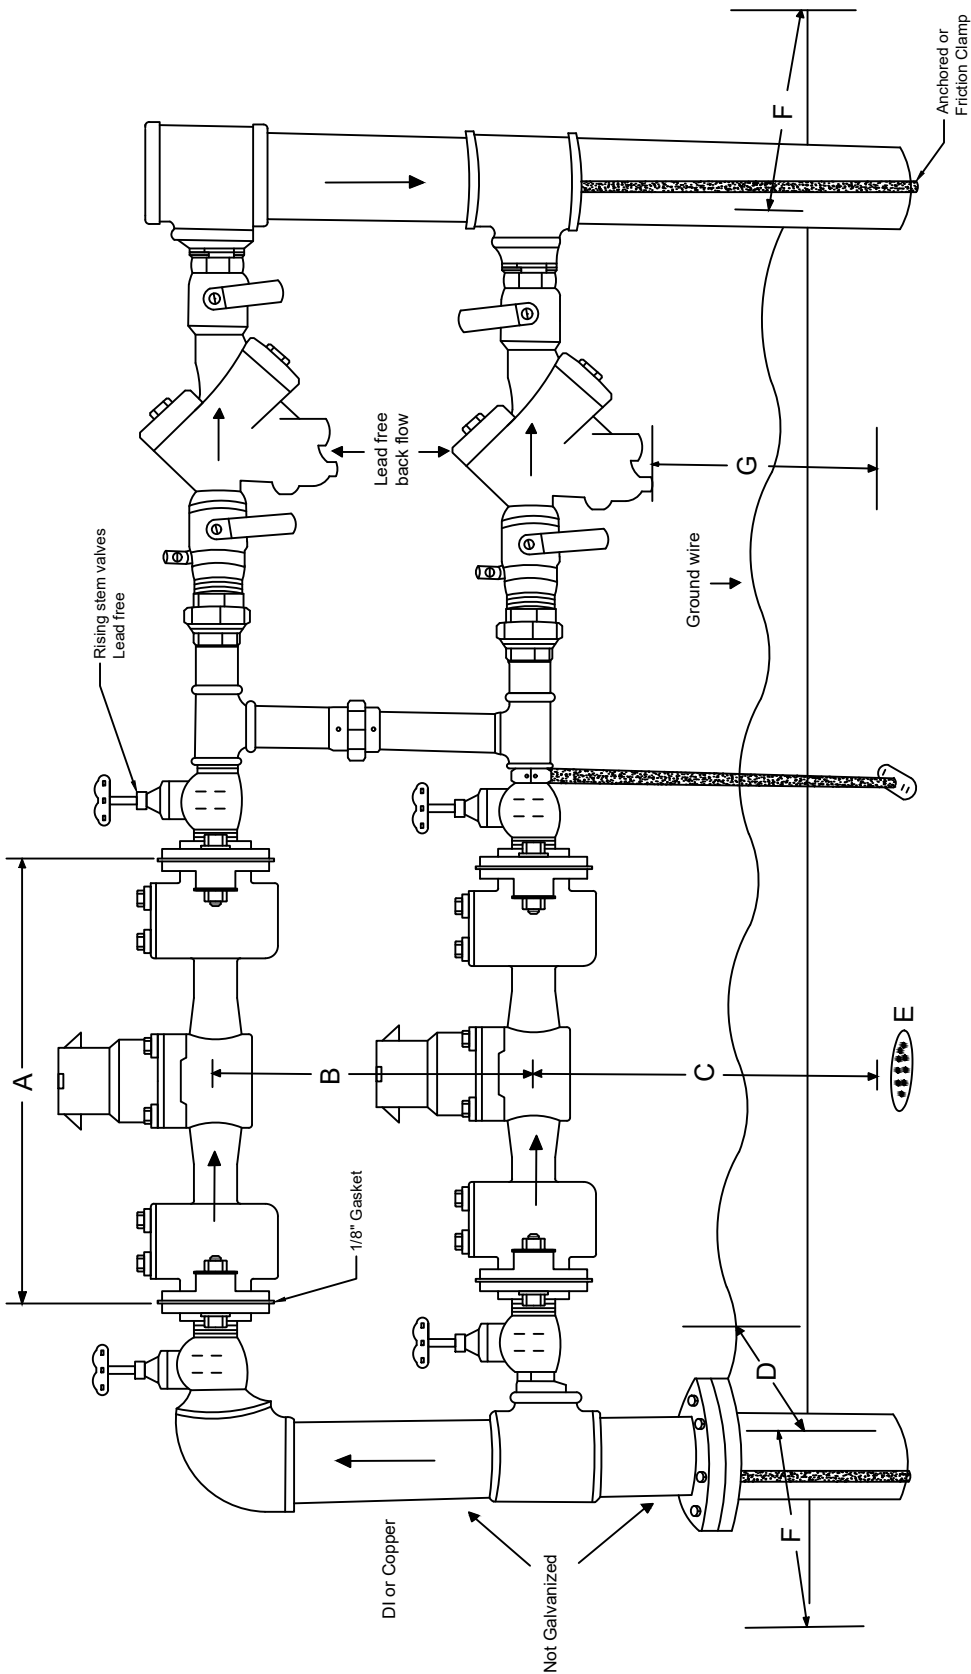 Anchored or
Friction Clamp
F
Rising stem valves
Lead free
Lead free
back flow
G
Ground wire
A
B
C
E
1/8" Gasket
D
F
DI or Copper
Not Galvanized